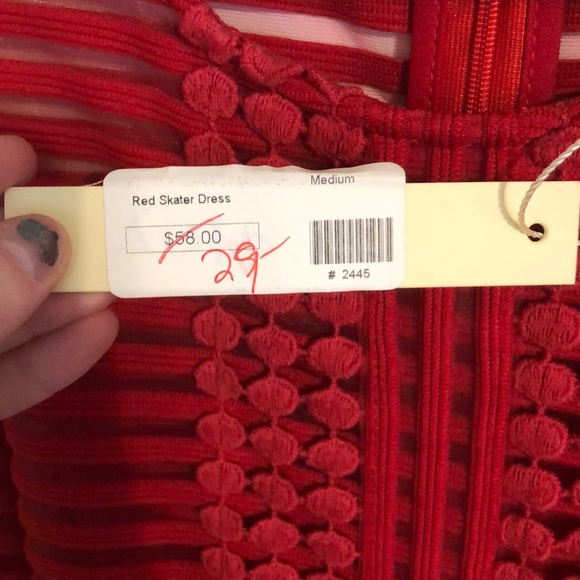 Medium
Red Skater Dress
$58.00
29
# 2445